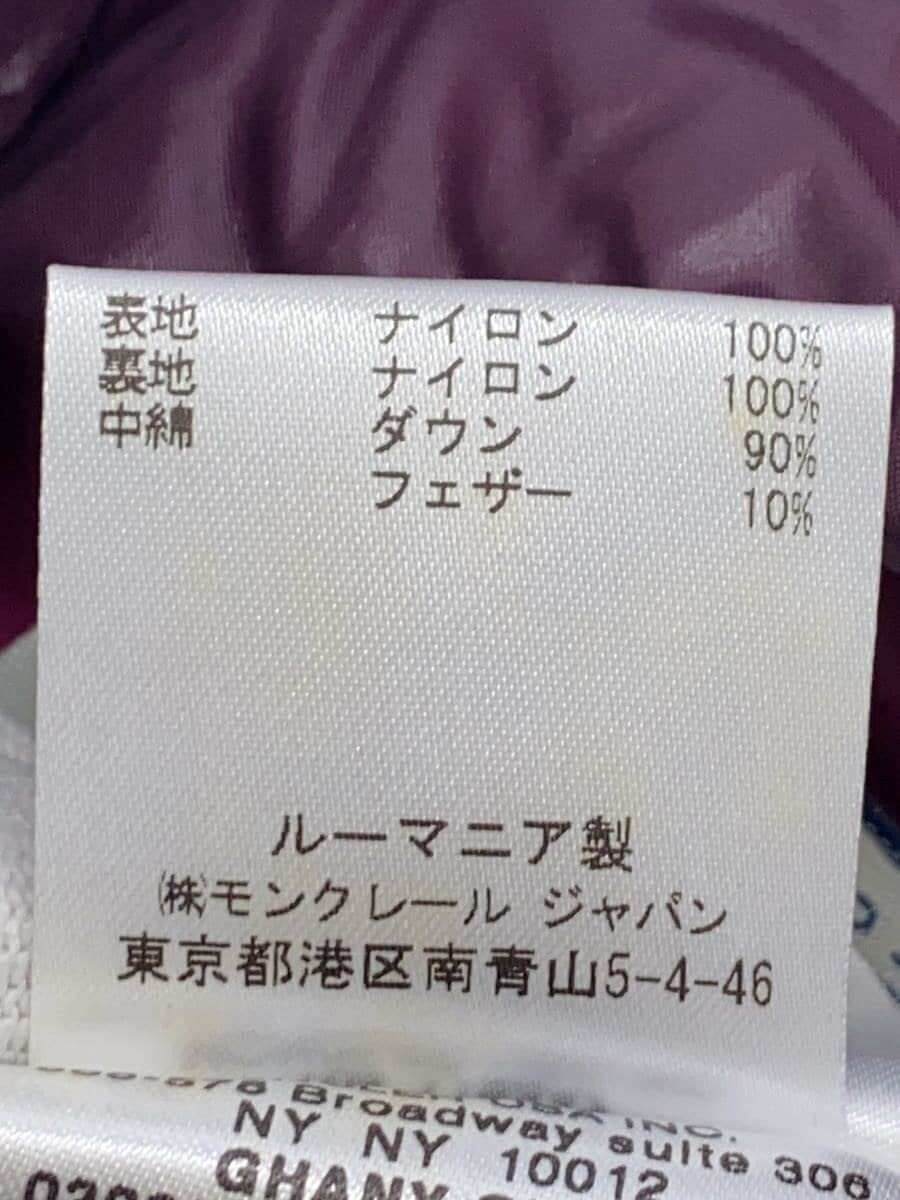 表地 ナイロン 100%
裏地 ナイロン 100%
中綿 ダウン 90%
フェザー 10%
ルーマニア製
㈱モンクレール ジャパン
東京都港区南青山5-4-46
Broadway suite 306
NY NY 10012